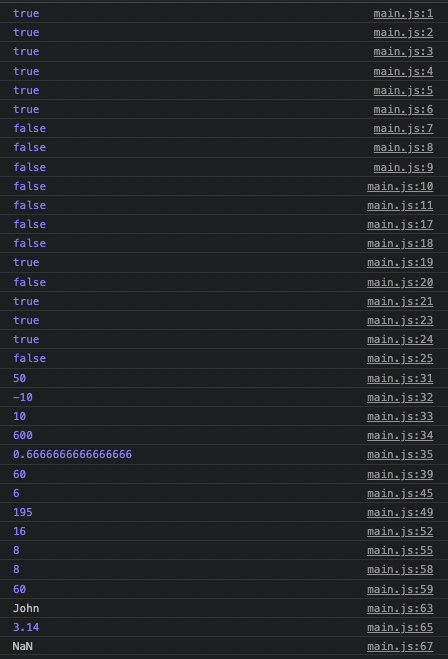 true main.js:1
true main.js:2
true main.js:3
true main.js:4
true main.js:5
true main.js:6
false main.js:7
false main.js:8
false main.js:9
false main.js:10
false main.js:11
false main.js:17
false main.js:18
true main.js:19
false main.js:20
true main.js:21
true main.js:23
true main.js:24
false main.js:25
50 main.js:31
-10 main.js:32
10 main.js:33
600 main.js:34
0.6666666666666666 main.js:35
60 main.js:39
6 main.js:45
195 main.js:49
16 main.js:52
8 main.js:55
8 main.js:58
60 main.js:59
John main.js:63
3.14 main.js:65
NaN main.js:67